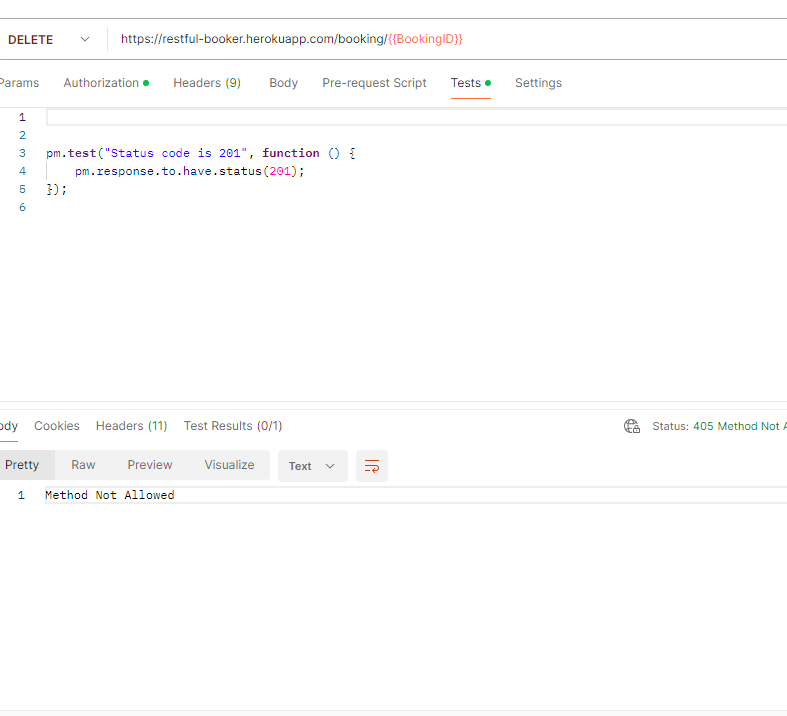 DELETE https://restful-booker.herokuapp.com/booking/{{BookingID}}
Params Authorization Headers (9) Body Pre-request Script Tests Settings
1
2
3 pm.test("Status code is 201", function () {
4 pm.response.to.have.status(201);
5 });
6
ody Cookies Headers (11) Test Results (0/1) Status: 405 Method Not A
Pretty Raw Preview Visualize Text
1 Method Not Allowed